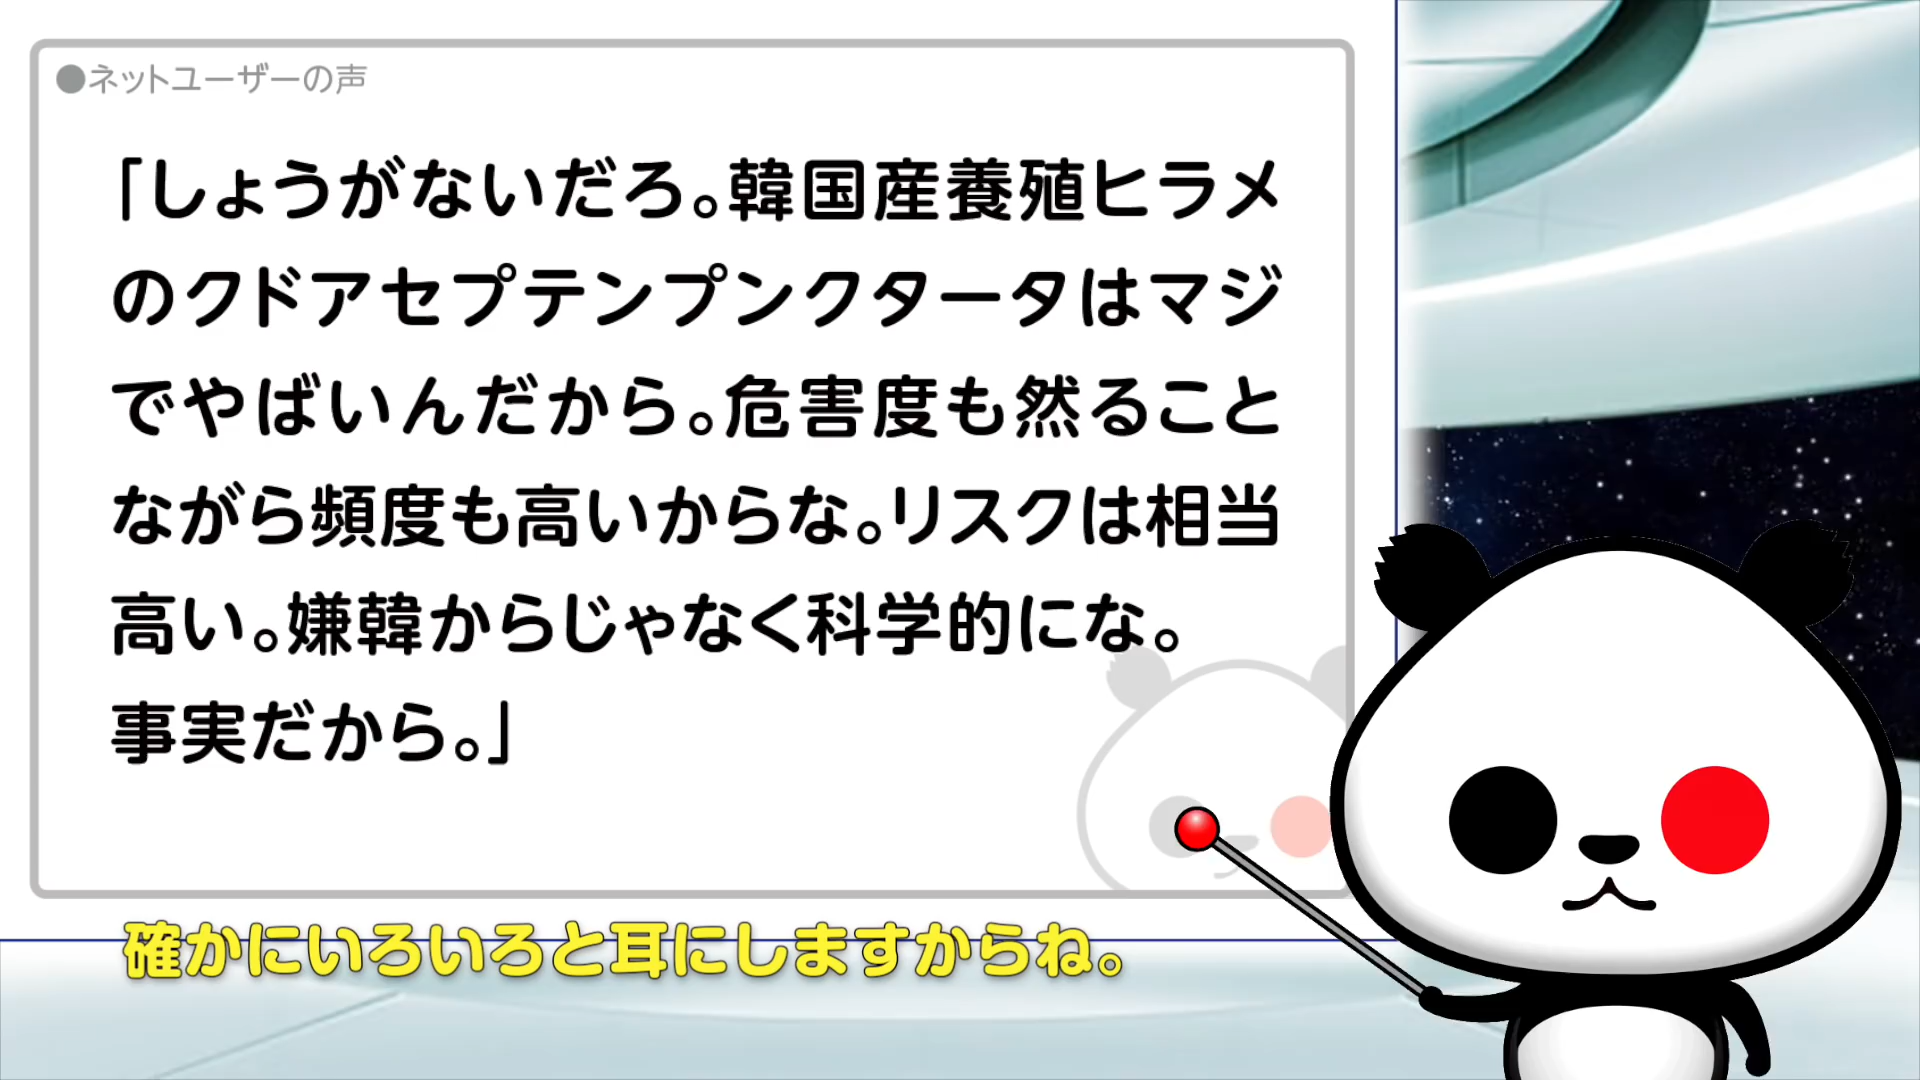 ●ネットユーザーの声
「しょうがないだろ。韓国産養殖ヒラメ
のクドアセプテンプンクタータはマジ
でやばいんだから。危害度も然ること
ながら頻度も高いからな。リスクは相当
高い。嫌韓からじゃなく科学的にな。
事実だから。」
確かにいろいろと耳にしますからね。